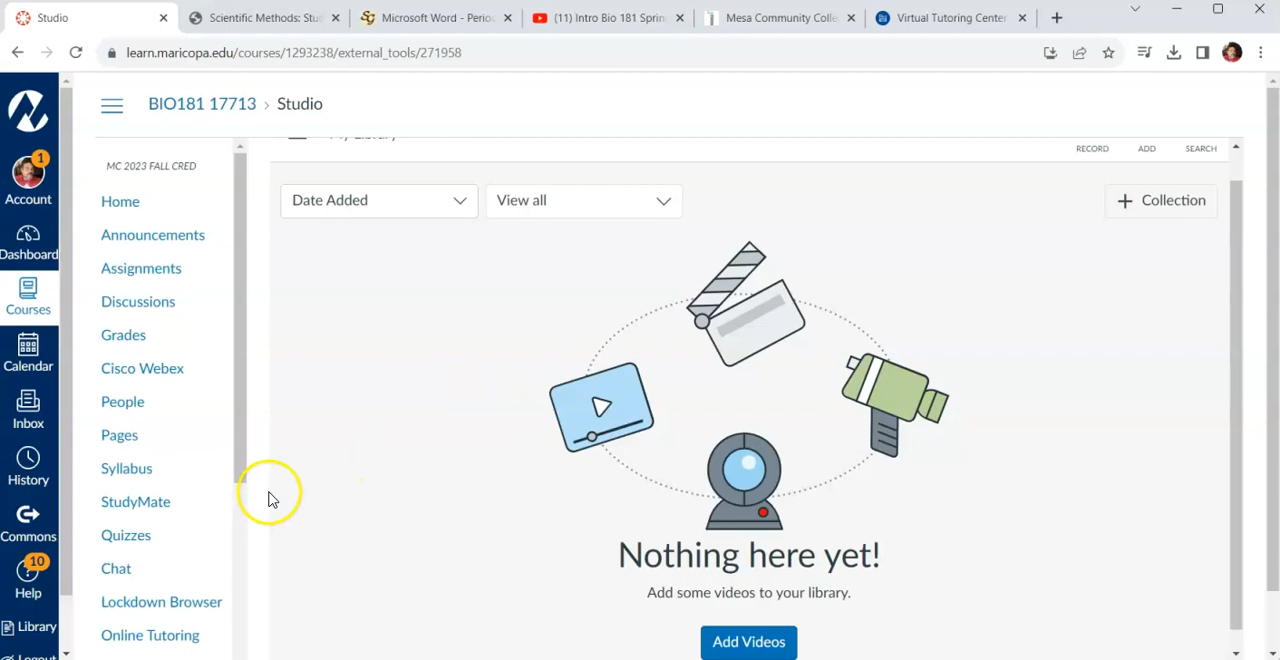 Studio
Scientific Methods: Stu
Microsoft Word - Perio
(11) Intro Bio 181 Sprin
Mesa Community Colle
Virtual Tutoring Center
learn.maricopa.edu/courses/1293238/external_tools/271958
BIO181 17713 › Studio
1
Account
Dashboard
Courses
Calendar
Inbox
History
Commons
10
Help
Library
Logout
MC 2023 FALL CRED
Home
Announcements
Assignments
Discussions
Grades
Cisco Webex
People
Pages
Syllabus
StudyMate
Quizzes
Chat
Lockdown Browser
Online Tutoring
My Library
RECORD
ADD
SEARCH
Date Added
View all
+ Collection
Nothing here yet!
Add some videos to your library.
Add Videos